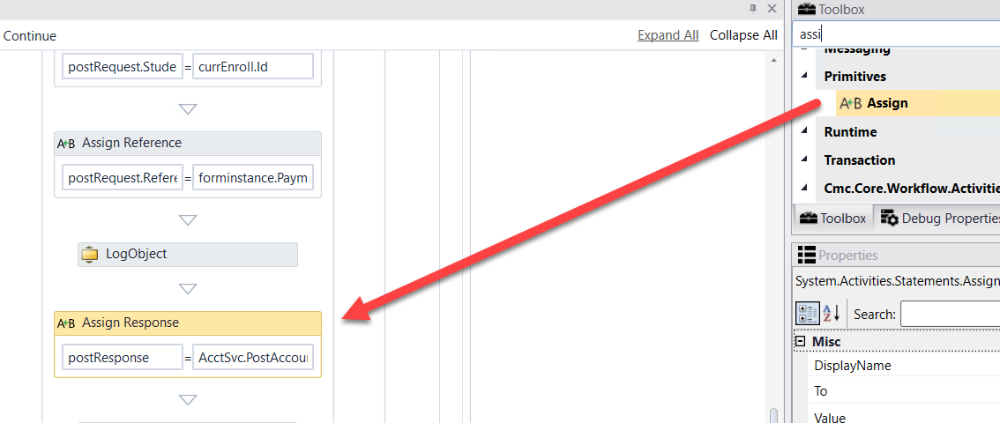 Continue
Expand All
Collapse All
postRequest.Stude = currEnroll.Id
A B Assign Reference
postRequest.Refere = forminstance.Paym
LogObject
A B Assign Response
postResponse = AcctSvc.PostAccou
Toolbox
assi
Messaging
Primitives
A B Assign
Runtime
Transaction
Cmc.Core.Workflow.Activitie
Toolbox
Debug Propertie
Properties
System.Activities.Statements.Assign
A Z Search:
Misc
DisplayName
To
Value